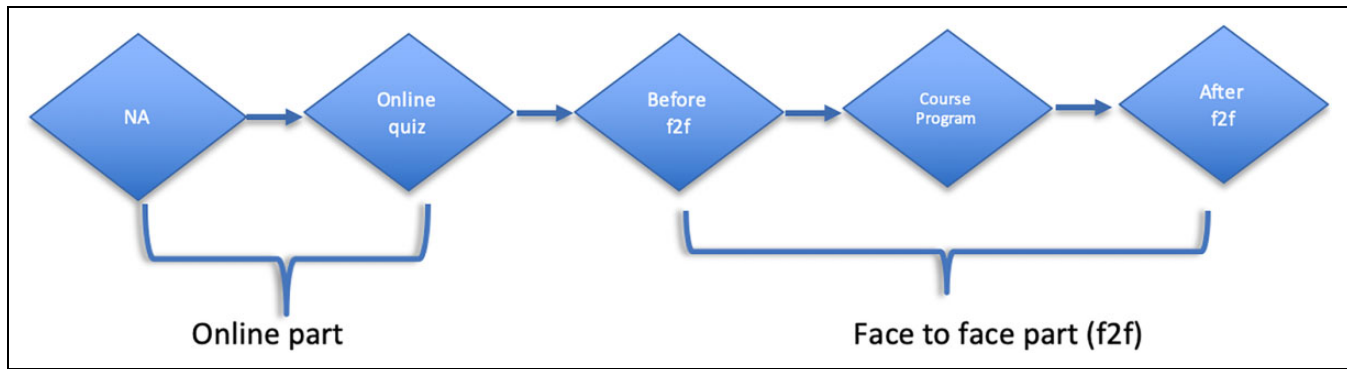 NA
Online
quiz
Before
f2f
Course
Program
After
f2f
Online part
Face to face part (f2f)